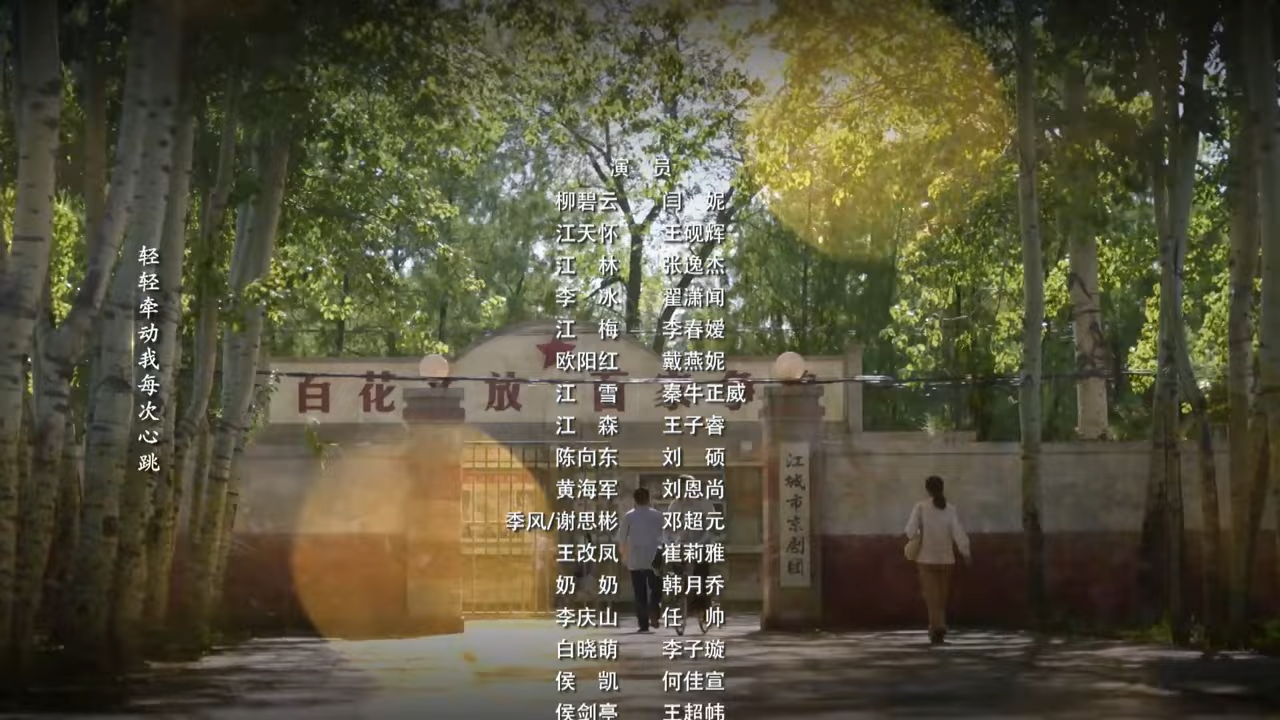 演 员
柳碧云 闫 妮
江天怀 王砚辉
江 林 张逸杰
李 冰 翟潇闻
江 梅 李春嫒
欧阳红 戴燕妮
江 雪 秦牛正威
江 森 王子睿
陈向东 刘 硕
黄海军 刘恩尚
季风/谢思彬 邓超元
王改凤 崔莉雅
奶 奶 韩月乔
李庆山 任 帅
白晓萌 李子璇
侯 凯 何佳宣
侯剑亭 王超帏
轻轻牵动我每次心跳
百花 放 百家争
江城市京剧团